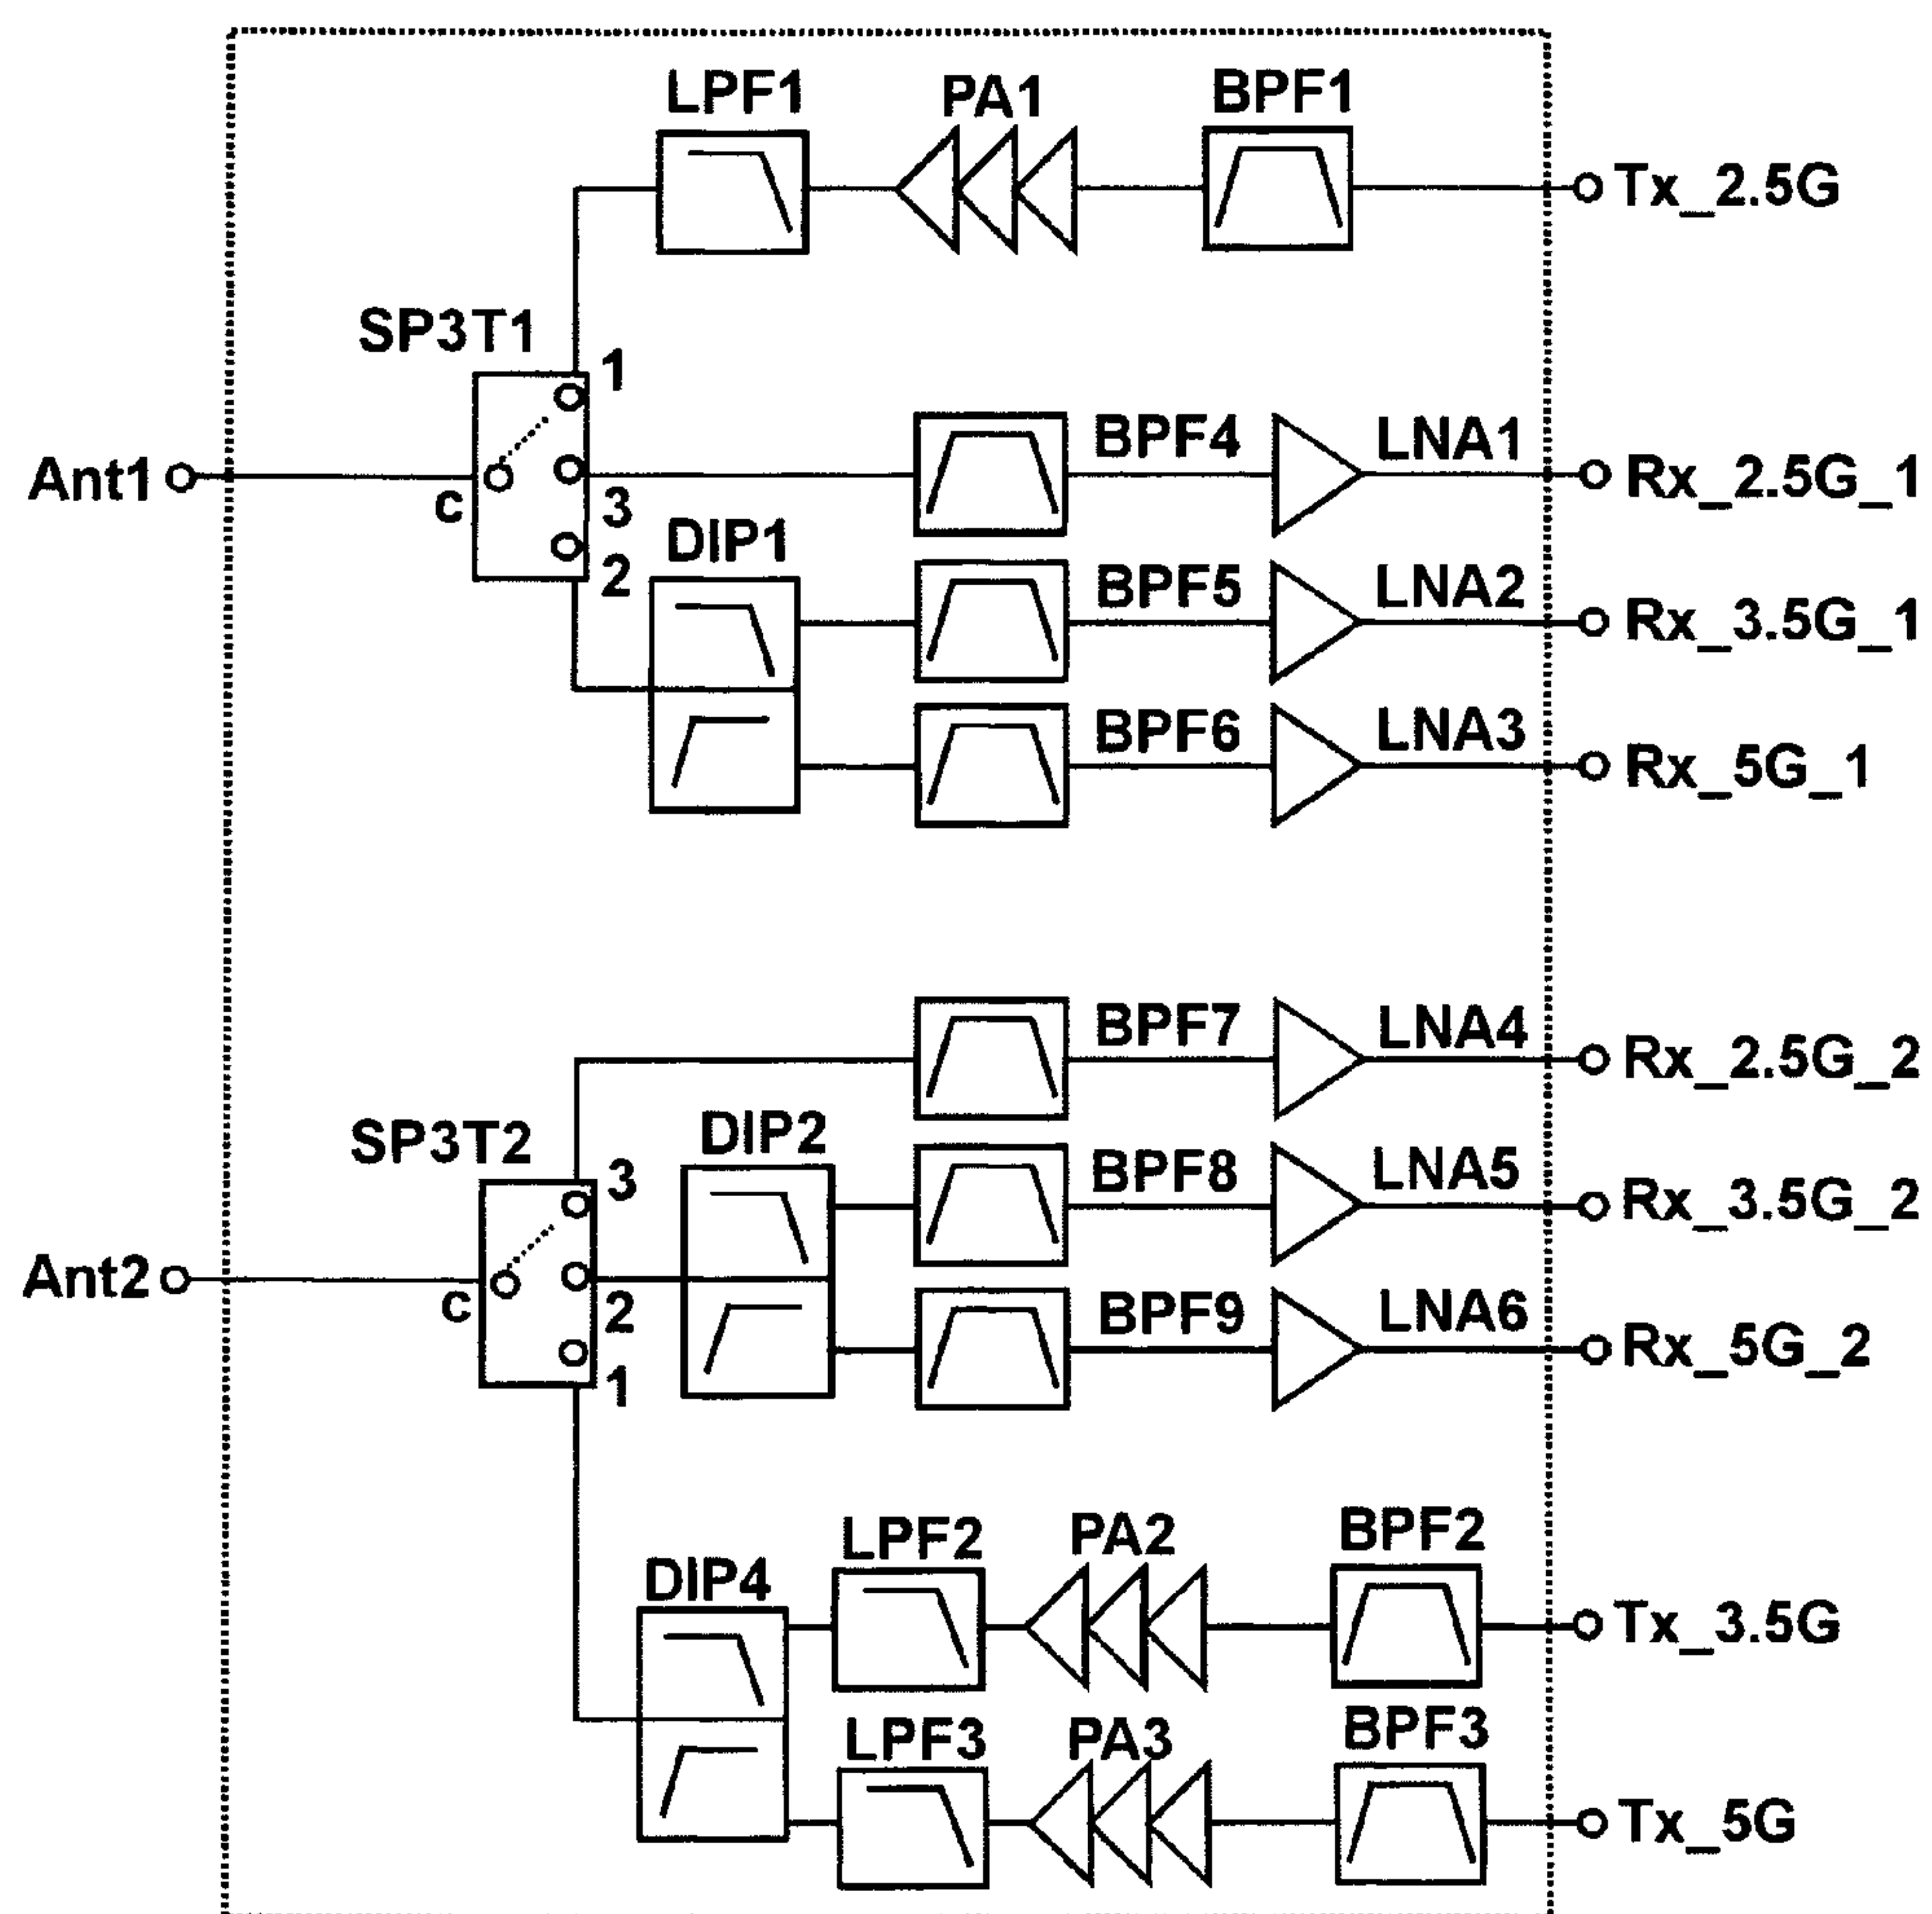 LPF1 PA1 BPF1
Tx_2.5G
SP3T1
1
BPF4 LNA1
Ant1 c 3 Rx_2.5G_1
DIP1
2 BPF5 LNA2
Rx_3.5G_1
BPF6 LNA3
Rx_5G_1
BPF7 LNA4
Rx_2.5G_2
SP3T2 DIP2
3 BPF8 LNA5
Rx_3.5G_2
Ant2 c 2 BPF9 LNA6
Rx_5G_2
1
LPF2 PA2 BPF2
DIP4
Tx_3.5G
LPF3 PA3 BPF3
Tx_5G